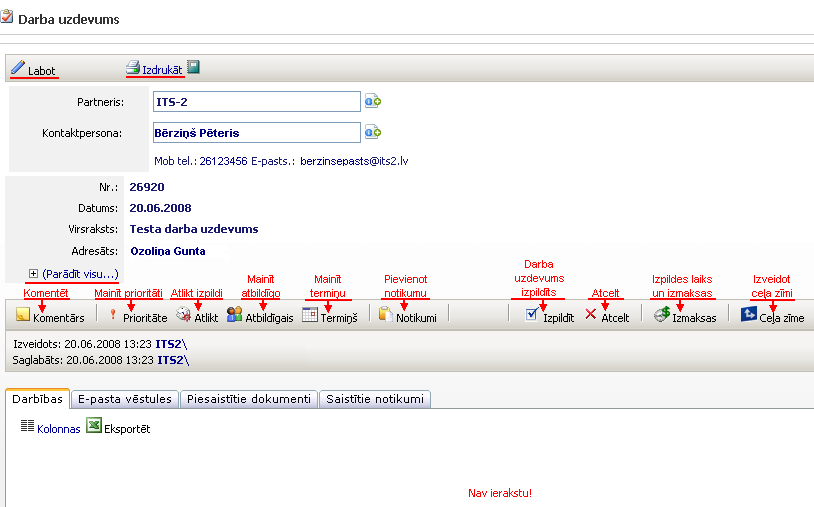 Darba uzdevums
Labot Izdrukāt
Partneris: ITS-2
Kontaktpersona: Bērziņš Pēteris
Mob tel.: 26123456 E-pasts.: berzinsepasts@its2.lv
Nr.: 26920
Datums: 20.06.2008
Virsraksts: Testa darba uzdevums
Adresāts: Ozoliņa Gunta
(Parādīt visu...)
Komentēt
Mainīt prioritāti
Atlikt izpildi
Mainīt
atbildīgo
Mainīt
termiņu
Pievienot
notikumu
Darba
uzdevums
izpildīts
Atcelt
Izpildes laiks
un izmaksas
Izveidot
ceļa zīmi
Komentārs Prioritāte Atlikt Atbildīgais Termiņš Notikumi Izpildīt Atcelt Izmaksas Ceļa zīme
Izveidots: 20.06.2008 13:23 ITS2\
Saglabāts: 20.06.2008 13:23 ITS2\
Darbības E-pasta vēstules Piesaistītie dokumenti Saistītie notikumi
Kolonnas Eksportēt
Nav ierakstu!